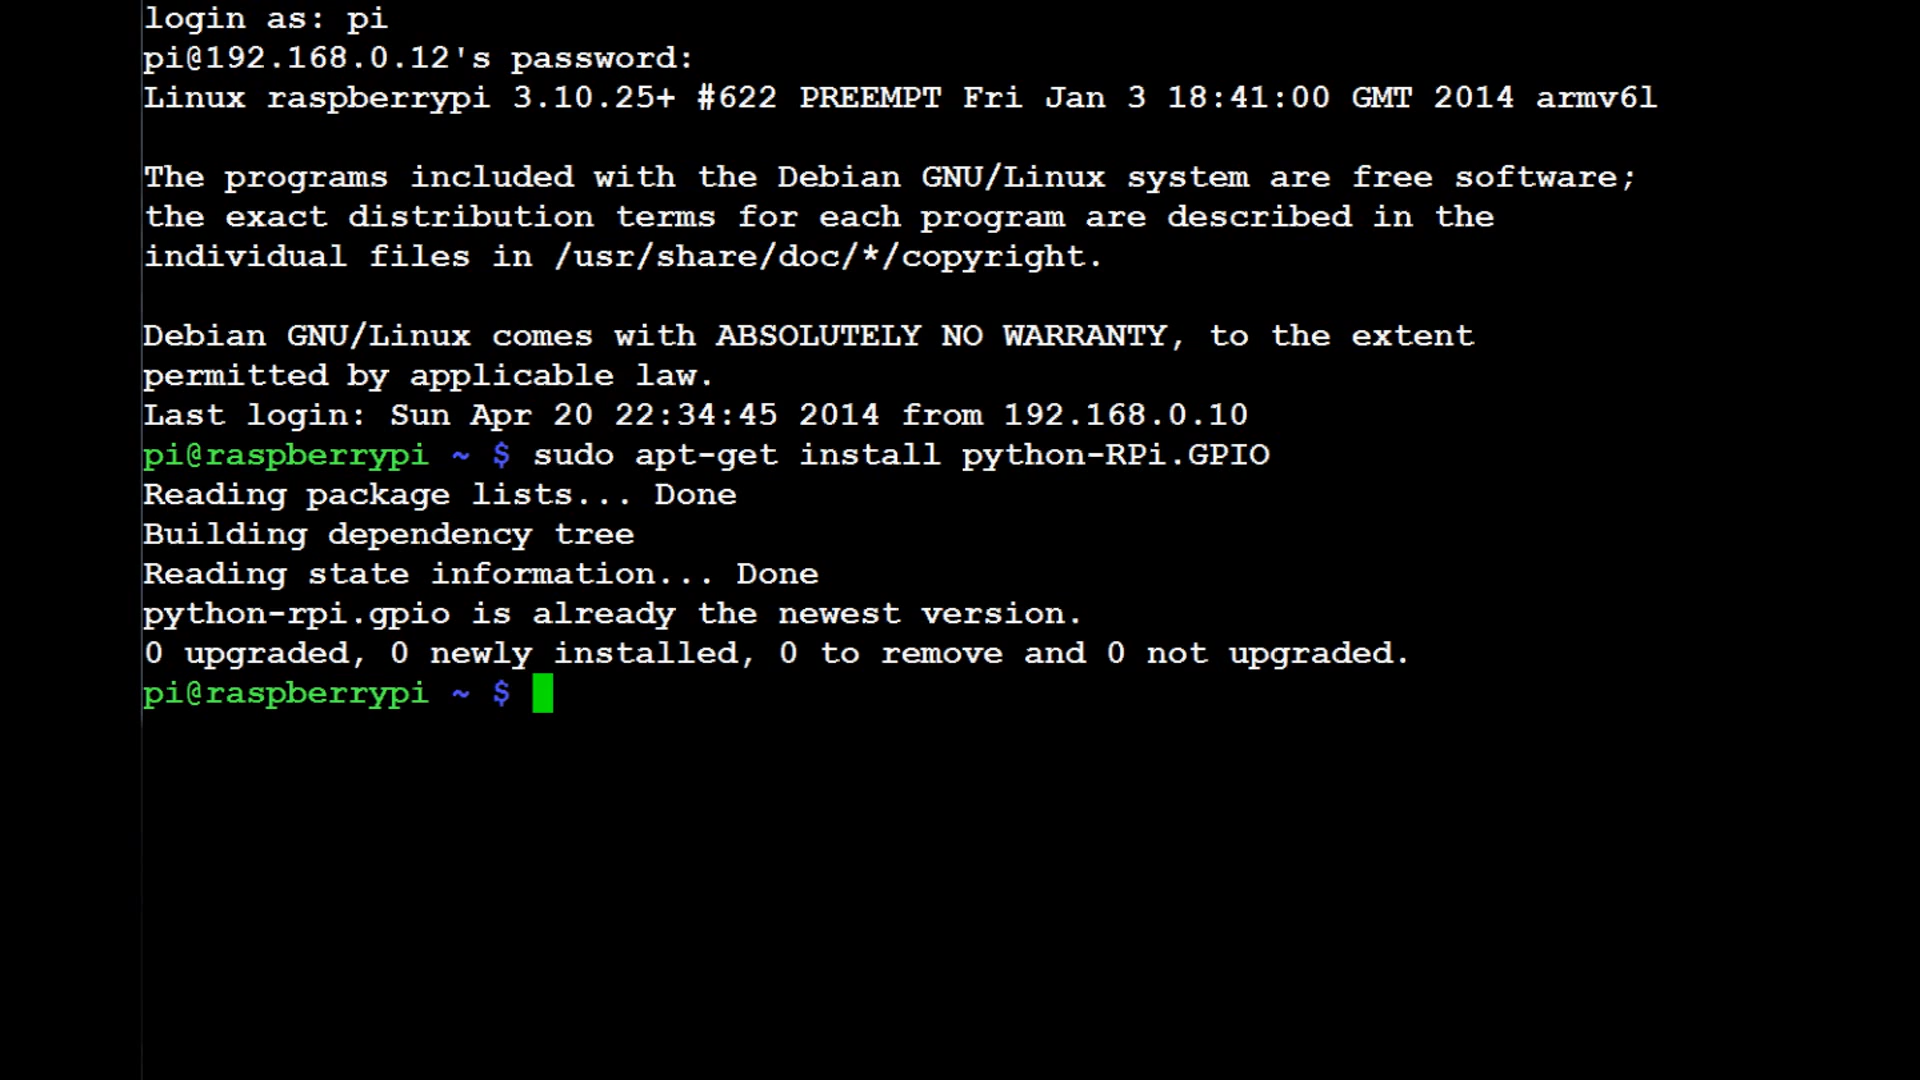 login as: pi
pi@192.168.0.12's password:
Linux raspberrypi 3.10.25+ #622 PREEMPT Fri Jan 3 18:41:00 GMT 2014 armv6l
The programs included with the Debian GNU/Linux system are free software;
the exact distribution terms for each program are described in the
individual files in /usr/share/doc/*/copyright.
Debian GNU/Linux comes with ABSOLUTELY NO WARRANTY, to the extent
permitted by applicable law.
Last login: Sun Apr 20 22:34:45 2014 from 192.168.0.10
pi@raspberrypi ~ $ sudo apt-get install python-RPi.GPIO
Reading package lists... Done
Building dependency tree
Reading state information... Done
python-rpi.gpio is already the newest version.
0 upgraded, 0 newly installed, 0 to remove and 0 not upgraded.
pi@raspberrypi ~ $